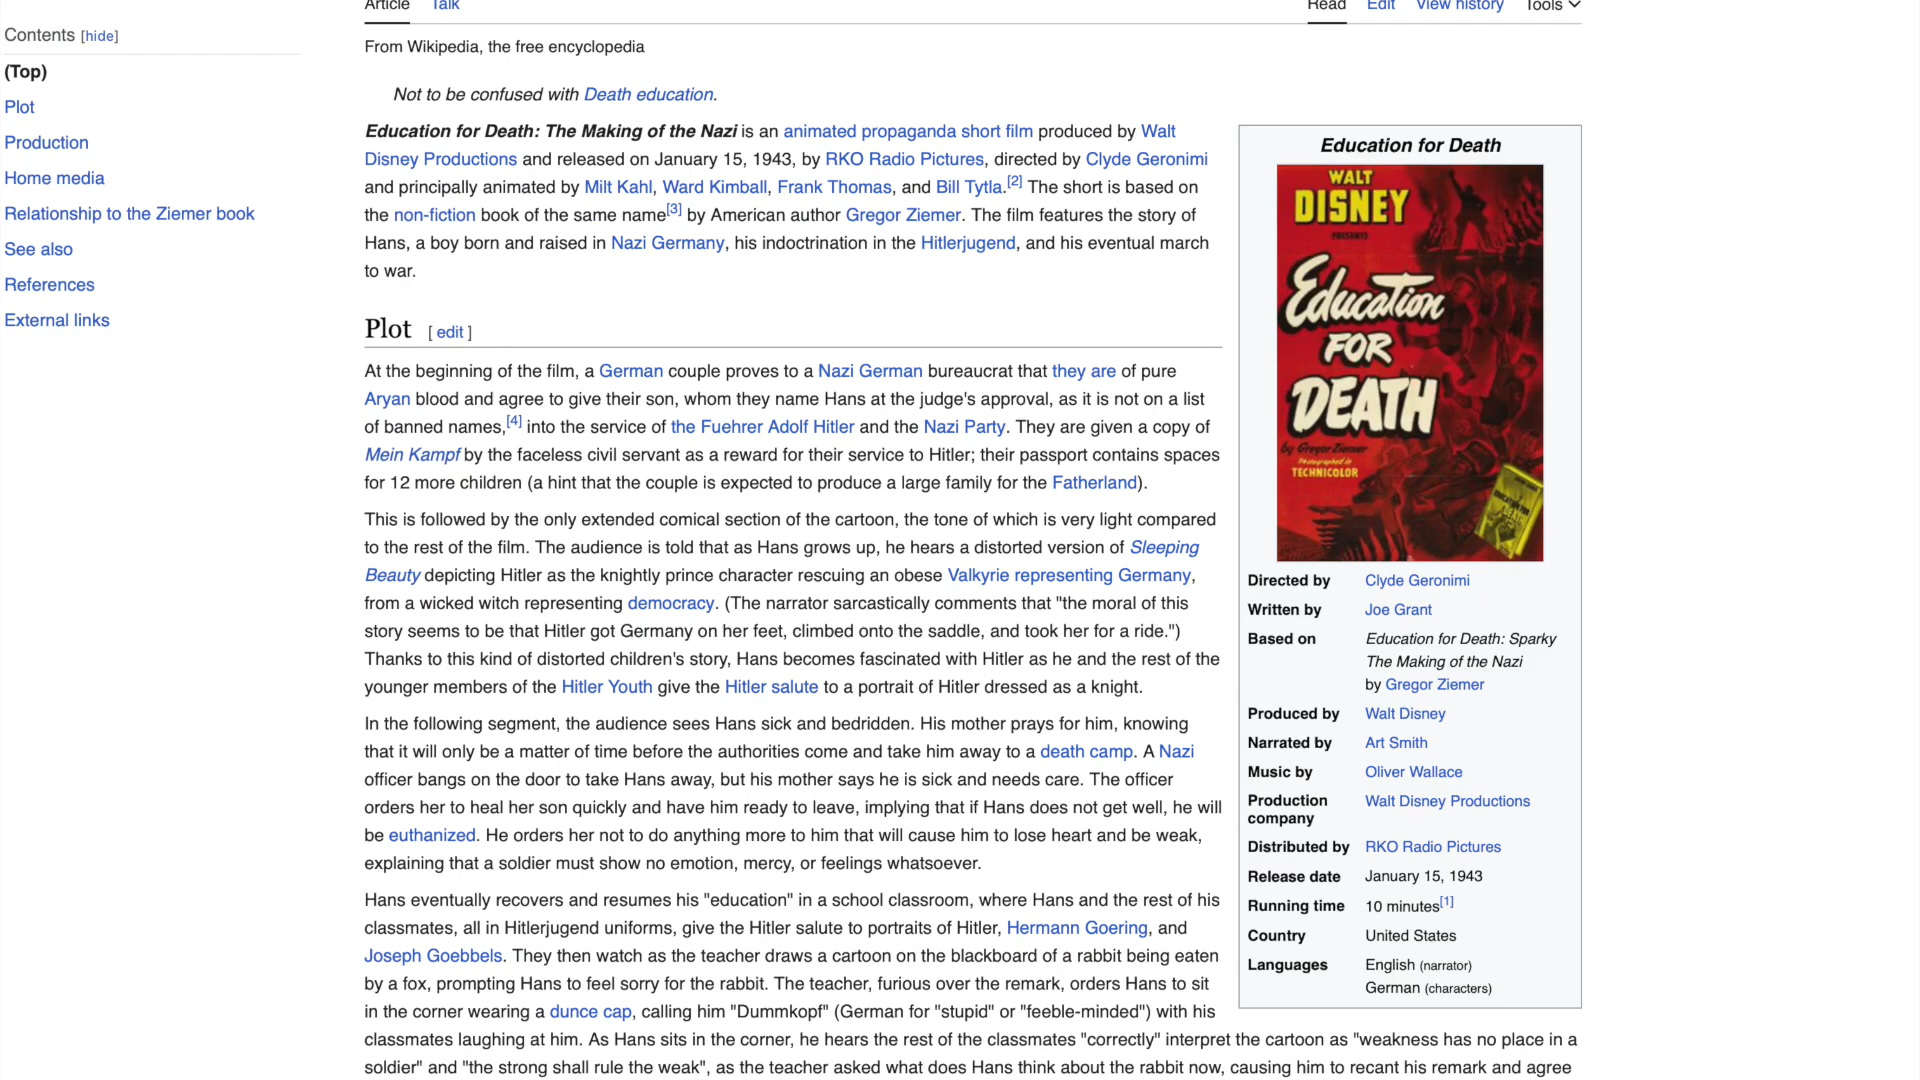 Article
Talk
Read
Edit
View history
Tools
Contents [hide]
(Top)
Plot
Production
Home media
Relationship to the Ziemer book
See also
References
External links
From Wikipedia, the free encyclopedia
Not to be confused with Death education.
Education for Death: The Making of the Nazi is an animated propaganda short film produced by Walt
Disney Productions and released on January 15, 1943, by RKO Radio Pictures, directed by Clyde Geronimi
and principally animated by Milt Kahl, Ward Kimball, Frank Thomas, and Bill Tytla.[2] The short is based on
the non-fiction book of the same name[3] by American author Gregor Ziemer. The film features the story of
Hans, a boy born and raised in Nazi Germany, his indoctrination in the Hitlerjugend, and his eventual march
to war.
Plot [ edit ]
At the beginning of the film, a German couple proves to a Nazi German bureaucrat that they are of pure
Aryan blood and agree to give their son, whom they name Hans at the judge's approval, as it is not on a list
of banned names,[4] into the service of the Fuehrer Adolf Hitler and the Nazi Party. They are given a copy of
Mein Kampf by the faceless civil servant as a reward for their service to Hitler; their passport contains spaces
for 12 more children (a hint that the couple is expected to produce a large family for the Fatherland).
This is followed by the only extended comical section of the cartoon, the tone of which is very light compared
to the rest of the film. The audience is told that as Hans grows up, he hears a distorted version of Sleeping
Beauty depicting Hitler as the knightly prince character rescuing an obese Valkyrie representing Germany,
from a wicked witch representing democracy. (The narrator sarcastically comments that "the moral of this
story seems to be that Hitler got Germany on her feet, climbed onto the saddle, and took her for a ride.")
Thanks to this kind of distorted children's story, Hans becomes fascinated with Hitler as he and the rest of the
younger members of the Hitler Youth give the Hitler salute to a portrait of Hitler dressed as a knight.
In the following segment, the audience sees Hans sick and bedridden. His mother prays for him, knowing
that it will only be a matter of time before the authorities come and take him away to a death camp. A Nazi
officer bangs on the door to take Hans away, but his mother says he is sick and needs care. The officer
orders her to heal her son quickly and have him ready to leave, implying that if Hans does not get well, he will
be euthanized. He orders her not to do anything more to him that will cause him to lose heart and be weak,
explaining that a soldier must show no emotion, mercy, or feelings whatsoever.
Hans eventually recovers and resumes his "education" in a school classroom, where Hans and the rest of his
classmates, all in Hitlerjugend uniforms, give the Hitler salute to portraits of Hitler, Hermann Goering, and
Joseph Goebbels. They then watch as the teacher draws a cartoon on the blackboard of a rabbit being eaten
by a fox, prompting Hans to feel sorry for the rabbit. The teacher, furious over the remark, orders Hans to sit
in the corner wearing a dunce cap, calling him "Dummkopf" (German for "stupid" or "feeble-minded") with his
classmates laughing at him. As Hans sits in the corner, he hears the rest of the classmates "correctly" interpret the cartoon as "weakness has no place in a
soldier" and "the strong shall rule the weak", as the teacher asked what does Hans think about the rabbit now, causing him to recant his remark and agree
Education for Death
WALT
DISNEY
PRESENTS
Education
FOR
DEATH
by Gregor Ziemer
Photographed in
TECHNICOLOR
Directed by Clyde Geronimi
Written by Joe Grant
Based on Education for Death: Sparky
The Making of the Nazi
by Gregor Ziemer
Produced by Walt Disney
Narrated by Art Smith
Music by Oliver Wallace
Production Walt Disney Productions
company
Distributed by RKO Radio Pictures
Release date January 15, 1943
Running time 10 minutes[1]
Country United States
Languages English (narrator)
German (characters)